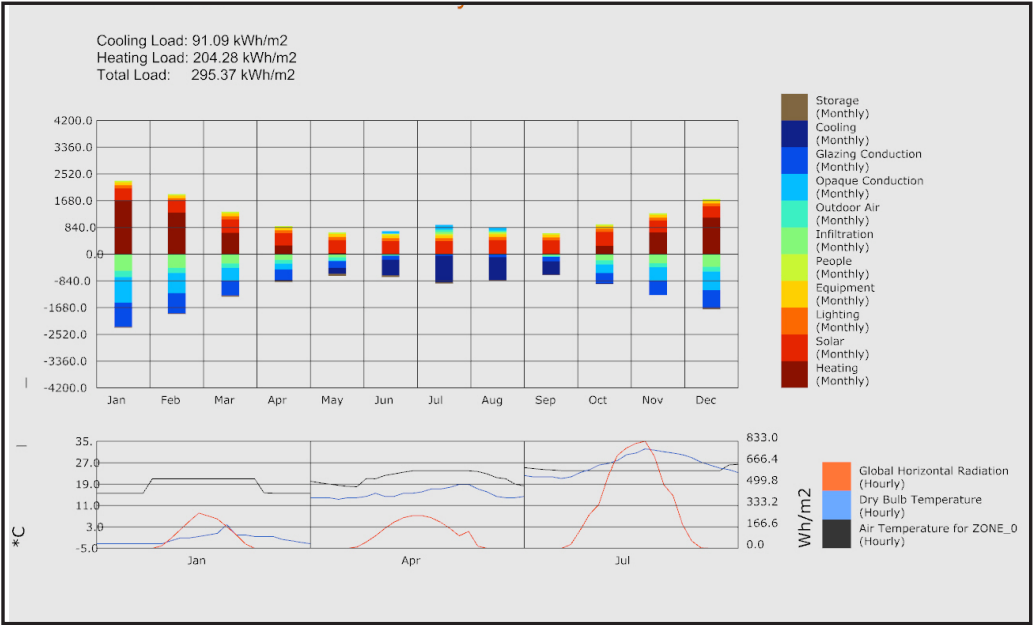 Cooling Load: 91.09 kWh/m2
Heating Load: 204.28 kWh/m2
Total Load: 295.37 kWh/m2
4200.0
3360.0
2520.0
1680.0
840.0
0.0
-840.0
-1680.0
-2520.0
-3360.0
-4200.0
Jan Feb Mar Apr May Jun Jul Aug Sep Oct Nov Dec
Storage
(Monthly)
Cooling
(Monthly)
Glazing Conduction
(Monthly)
Opaque Conduction
(Monthly)
Outdoor Air
(Monthly)
Infiltration
(Monthly)
People
(Monthly)
Equipment
(Monthly)
Lighting
(Monthly)
Solar
(Monthly)
Heating
(Monthly)
*C
35.
27.0
19.0
11.0
3.0
-5.0
Jan Apr Jul
833.0
666.4
499.8
333.2
166.6
0.0
Wh/m2
Global Horizontal Radiation
(Hourly)
Dry Bulb Temperature
(Hourly)
Air Temperature for ZONE_0
(Hourly)